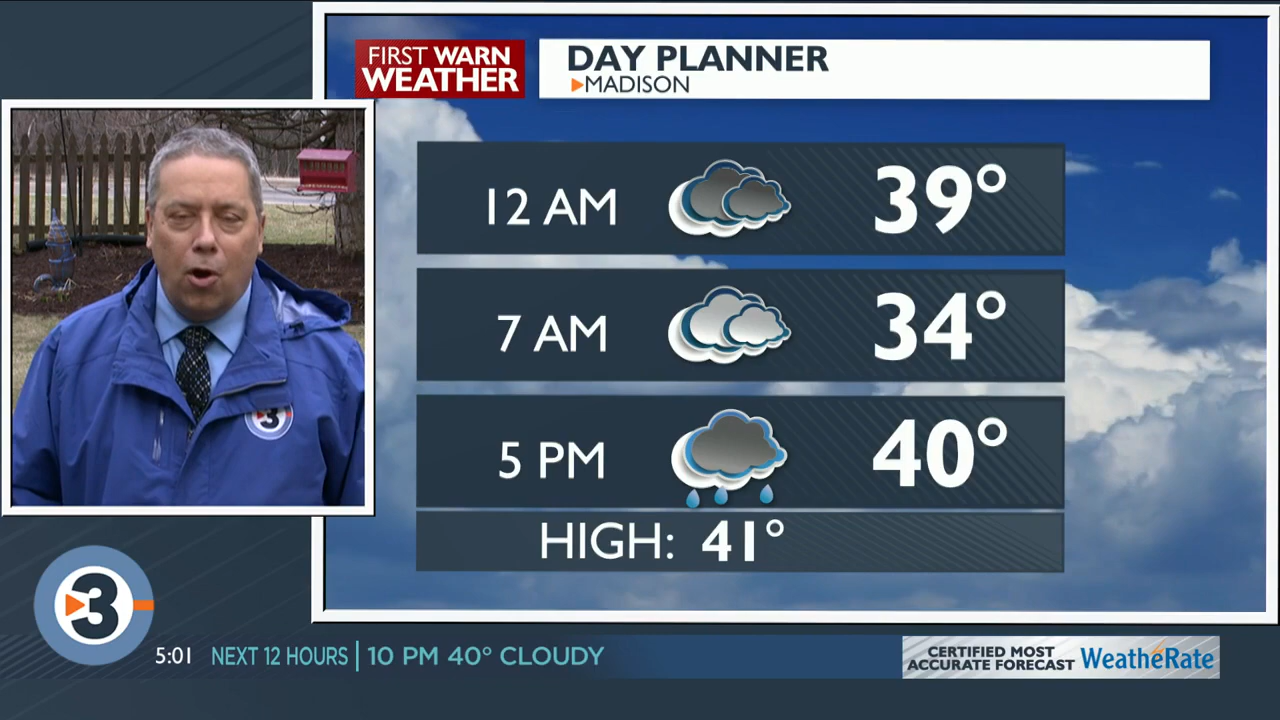 FIRST WARN
WEATHER
DAY PLANNER
MADISON
12 AM 39°
7 AM 34°
5 PM 40°
HIGH: 41°
3
3
5:01 NEXT 12 HOURS | 10 PM 40° CLOUDY
CERTIFIED MOST
ACCURATE FORECAST WeatheRate